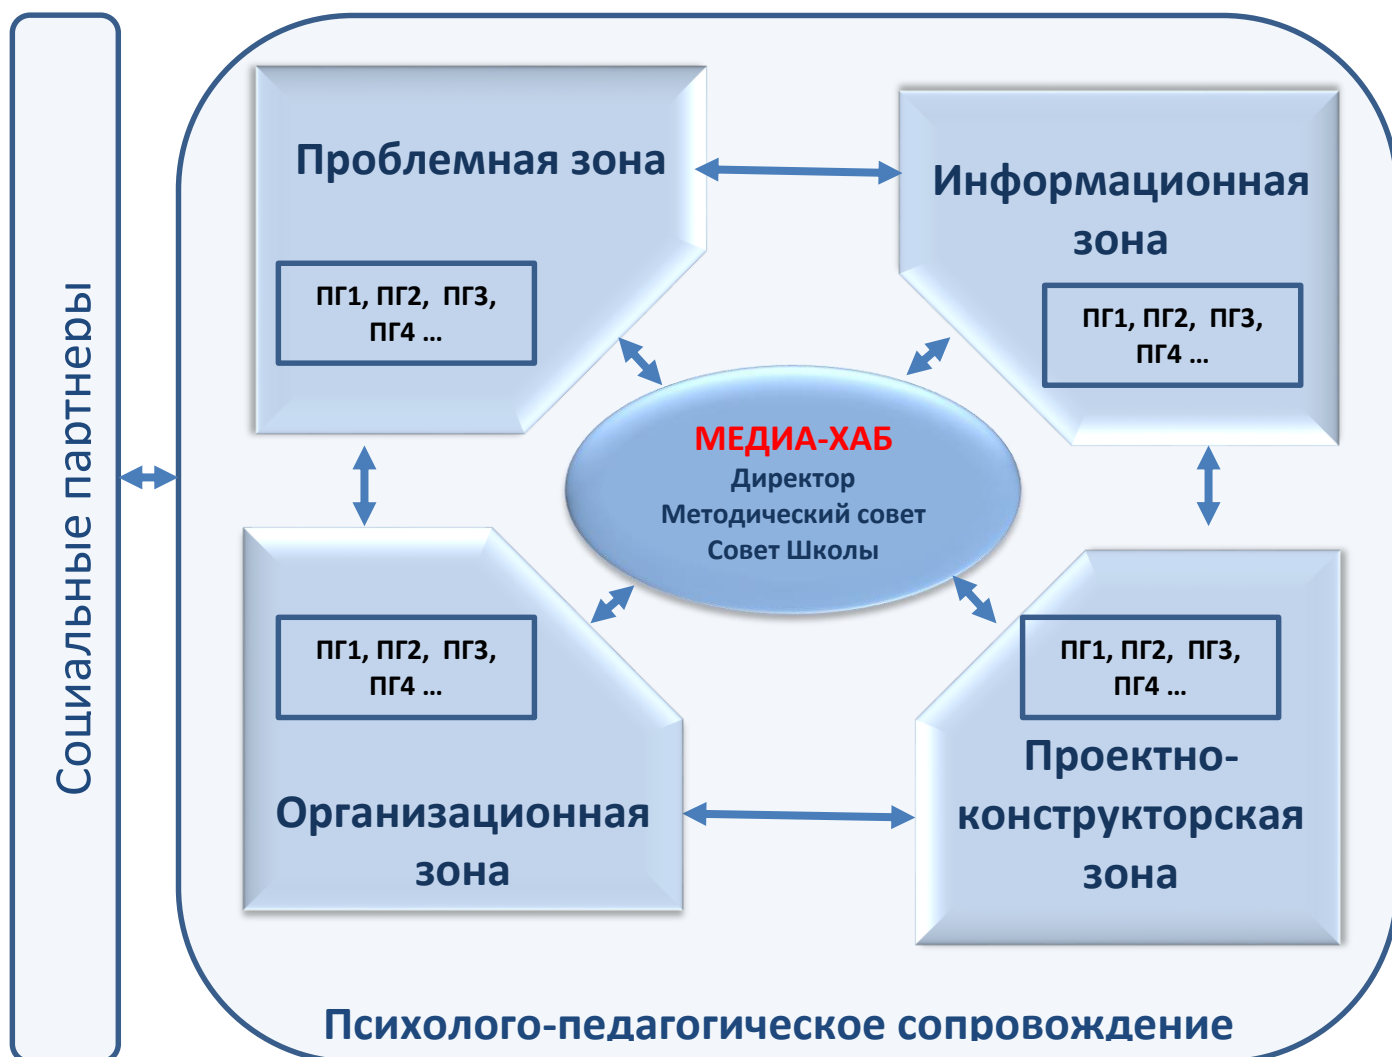 Социальные партнеры
Проблемная зона
ПГ1, ПГ2, ПГ3,
ПГ4 ...
Информационная
зона
ПГ1, ПГ2, ПГ3,
ПГ4 ...
МЕДИА-ХАБ
Директор
Методический совет
Совет Школы
ПГ1, ПГ2, ПГ3,
ПГ4 ...
Организационная
зона
ПГ1, ПГ2, ПГ3,
ПГ4 ...
Проектно-
конструкторская
зона
Психолого-педагогическое сопровождение